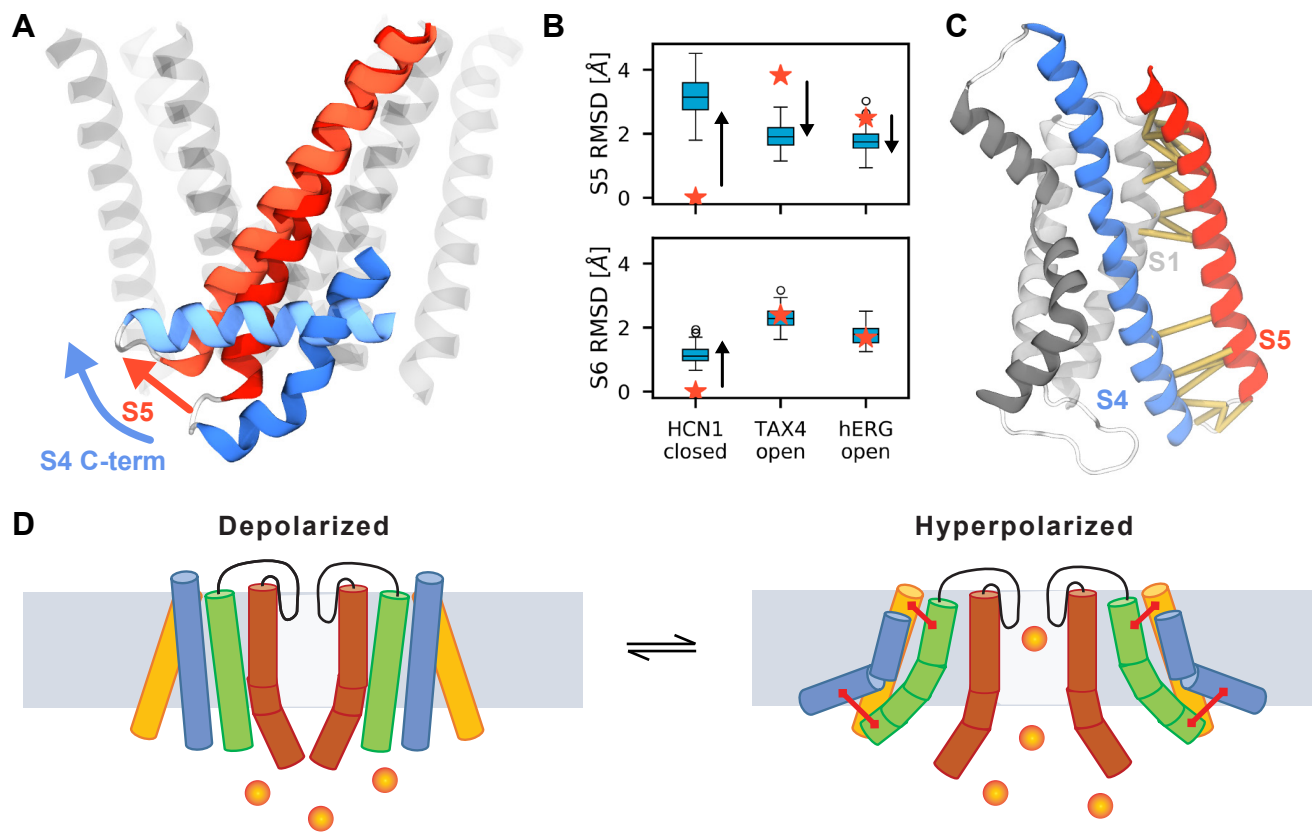 A
S5
S4 C-term
B
S5 RMSD [Å]
4
2
0
S6 RMSD [Å]
4
2
0
HCN1
closed
TAX4
open
hERG
open
C
S1
S5
S4
D
Depolarized
Hyperpolarized